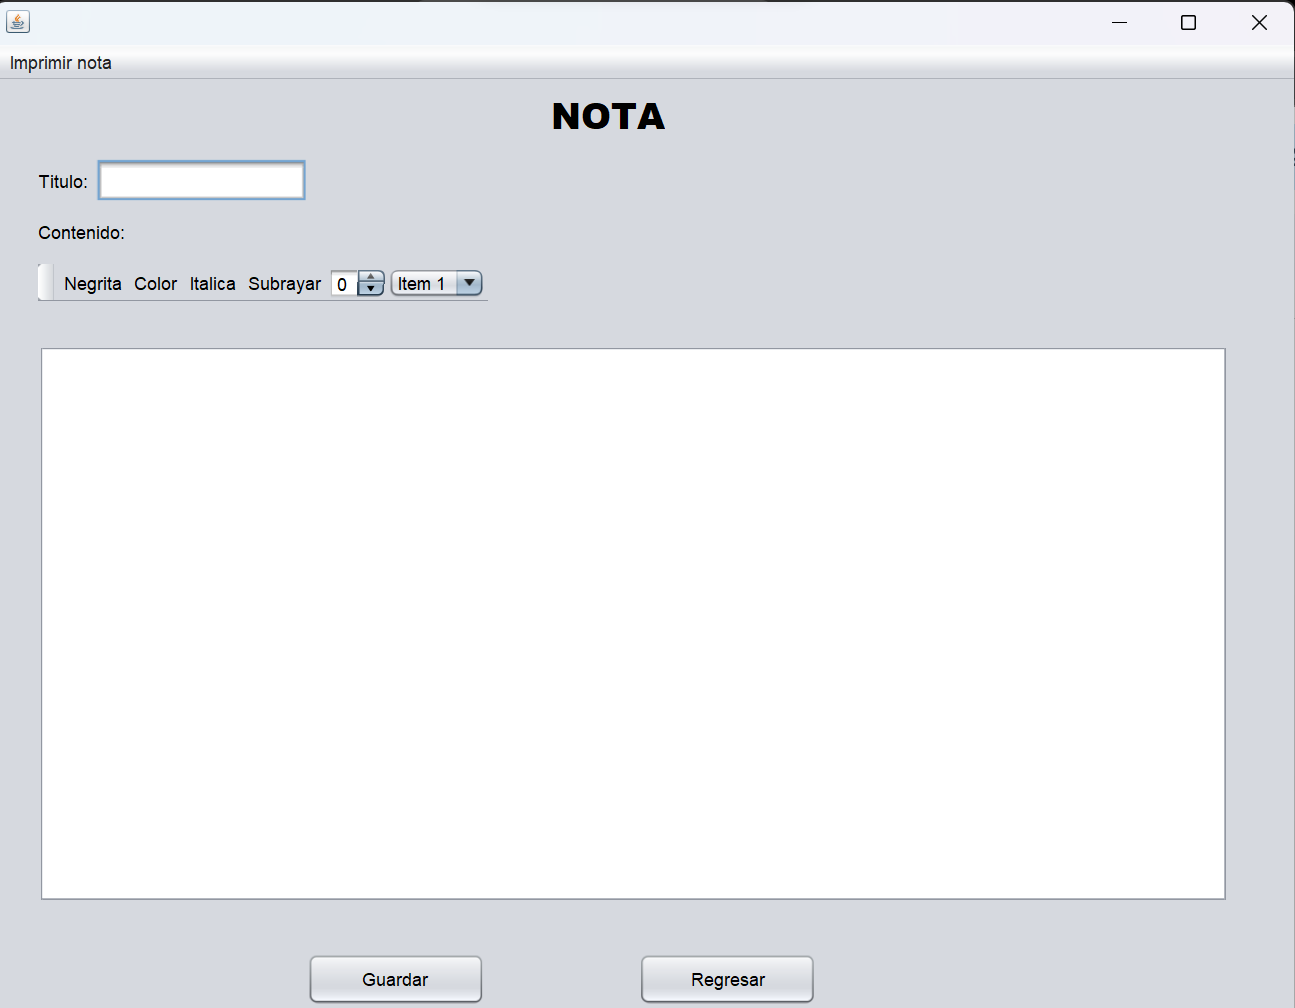 Imprimir nota
NOTA
Titulo:
Contenido:
Negrita Color Italica Subrayar 0 Item 1
Guardar Regresar